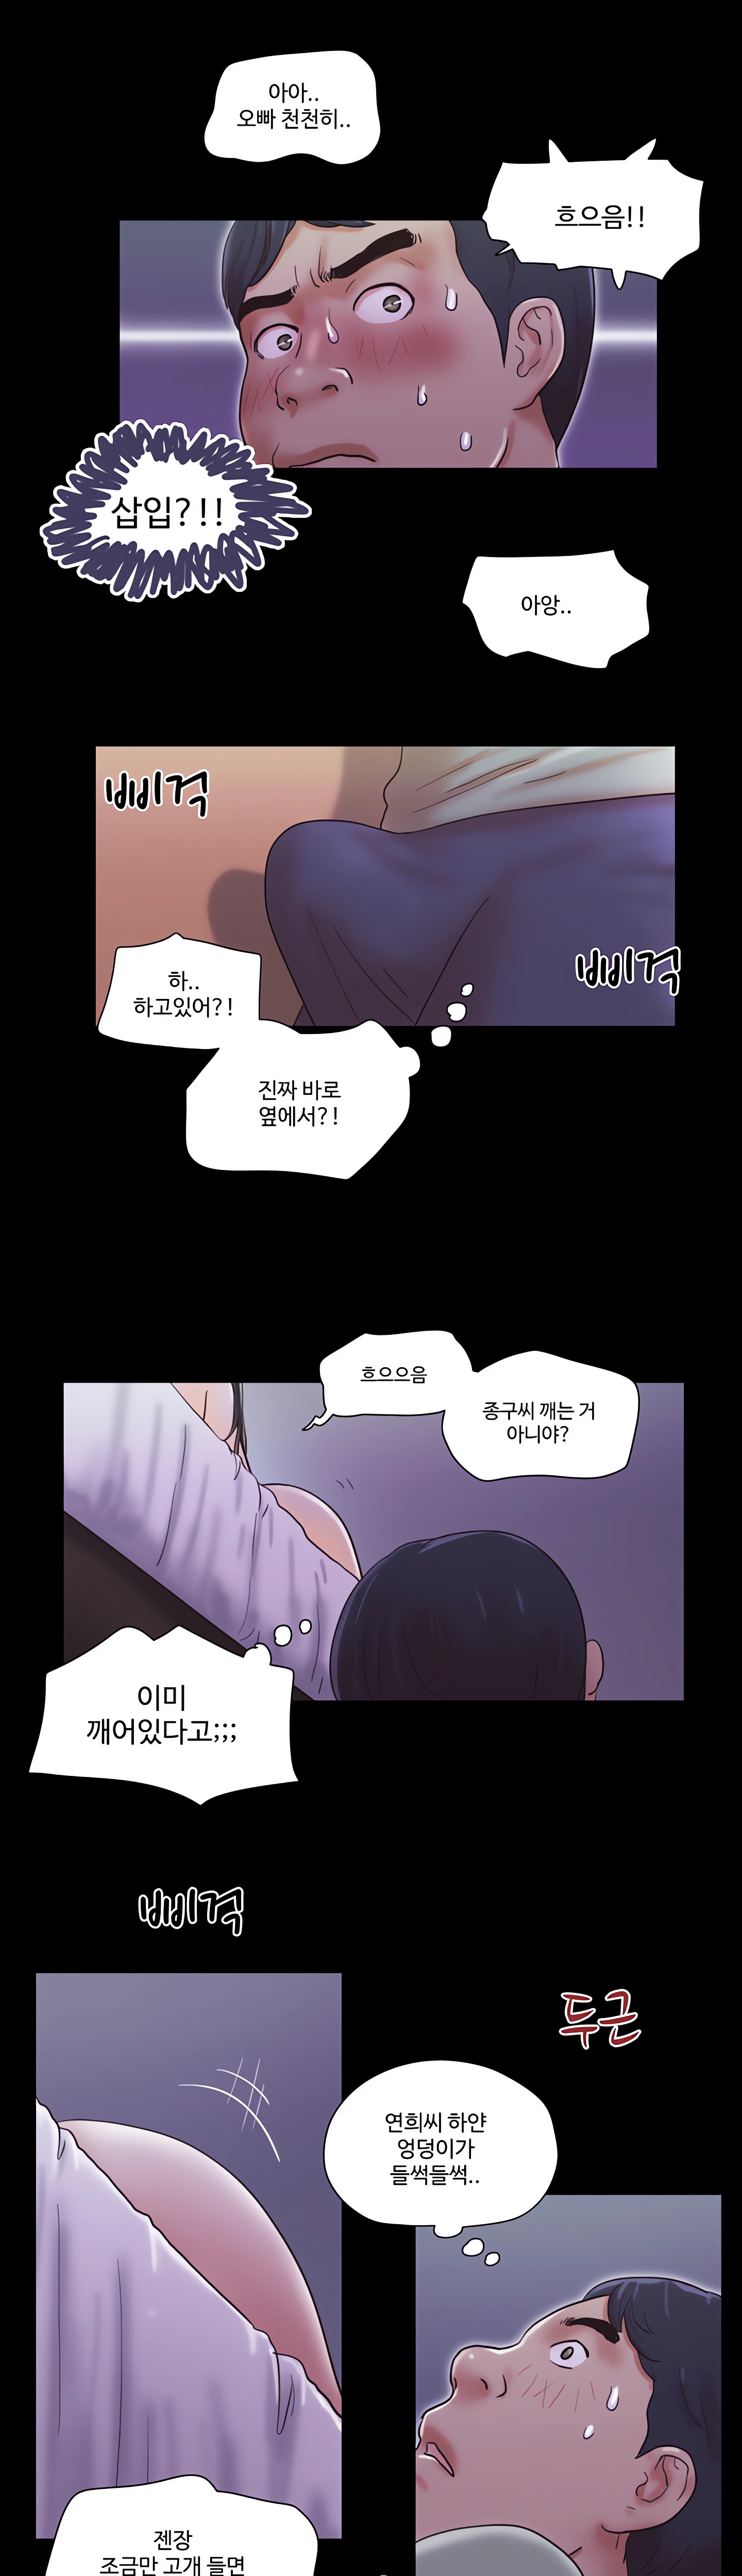 아아..
오빠 천천히..
흐으음!!
삽입?!!
아앙..
삐걱
삐걱
하..
하고있어?!
진짜 바로
옆에서?!
흐으으음
종구씨 깨는 거
아니야?
이미
깨어있다고;;;
삐걱
두근
연희씨 하얀
엉덩이가
들썩들썩..
젠장
조금만 고개 들면